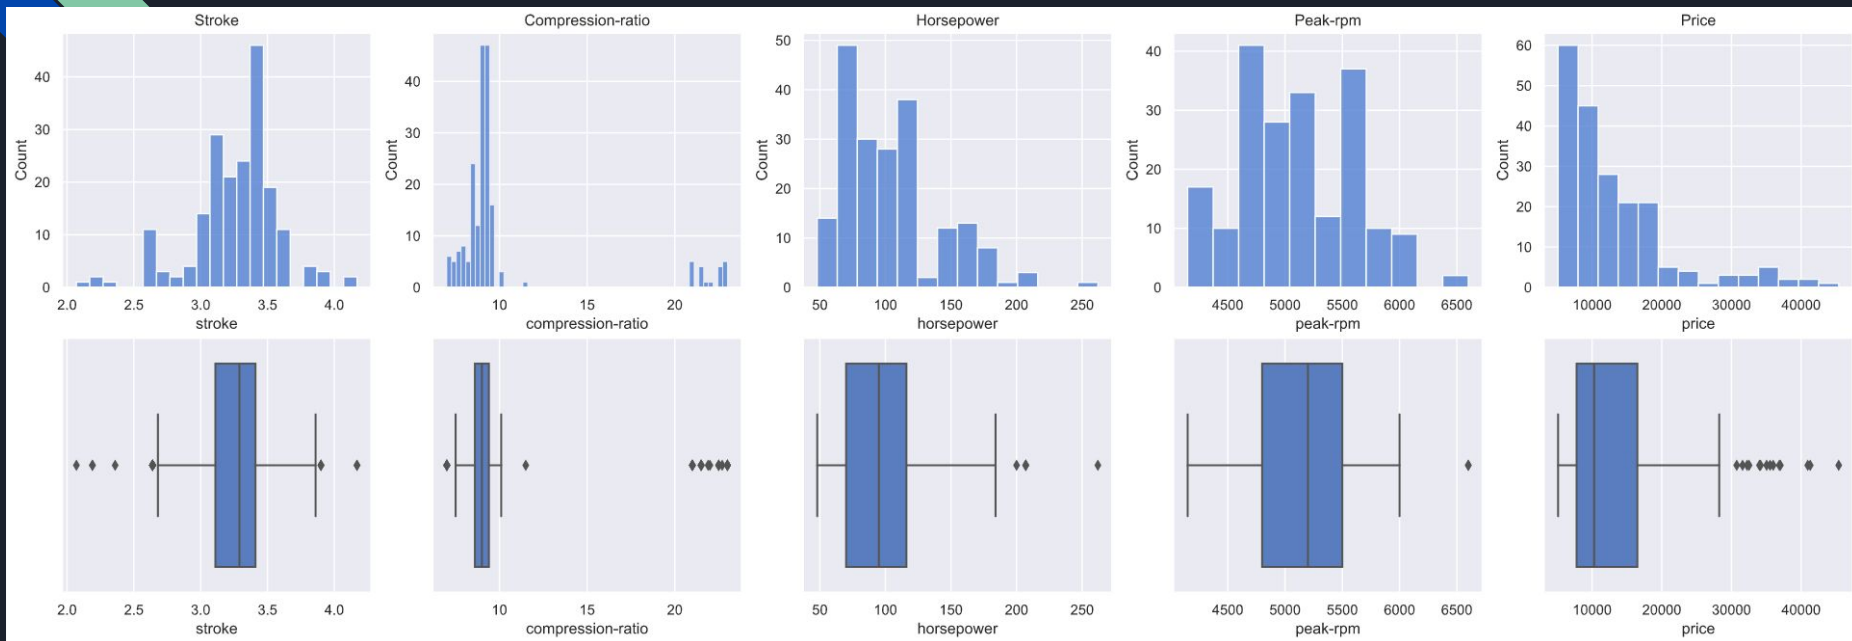 Stroke Compression-ratio Horsepower Peak-rpm Price
Count
40
30
20
10
0
2.0 2.5 3.0 3.5 4.0
stroke
Count
40
30
20
10
0
10 15 20
compression-ratio
Count
50
40
30
20
10
0
50 100 150 200 250
horsepower
Count
40
30
20
10
0
4500 5000 5500 6000 6500
peak-rpm
Count
60
50
40
30
20
10
0
10000 20000 30000 40000
price
2.0 2.5 3.0 3.5 4.0
stroke
10 15 20
compression-ratio
50 100 150 200 250
horsepower
4500 5000 5500 6000 6500
peak-rpm
10000 20000 30000 40000
price